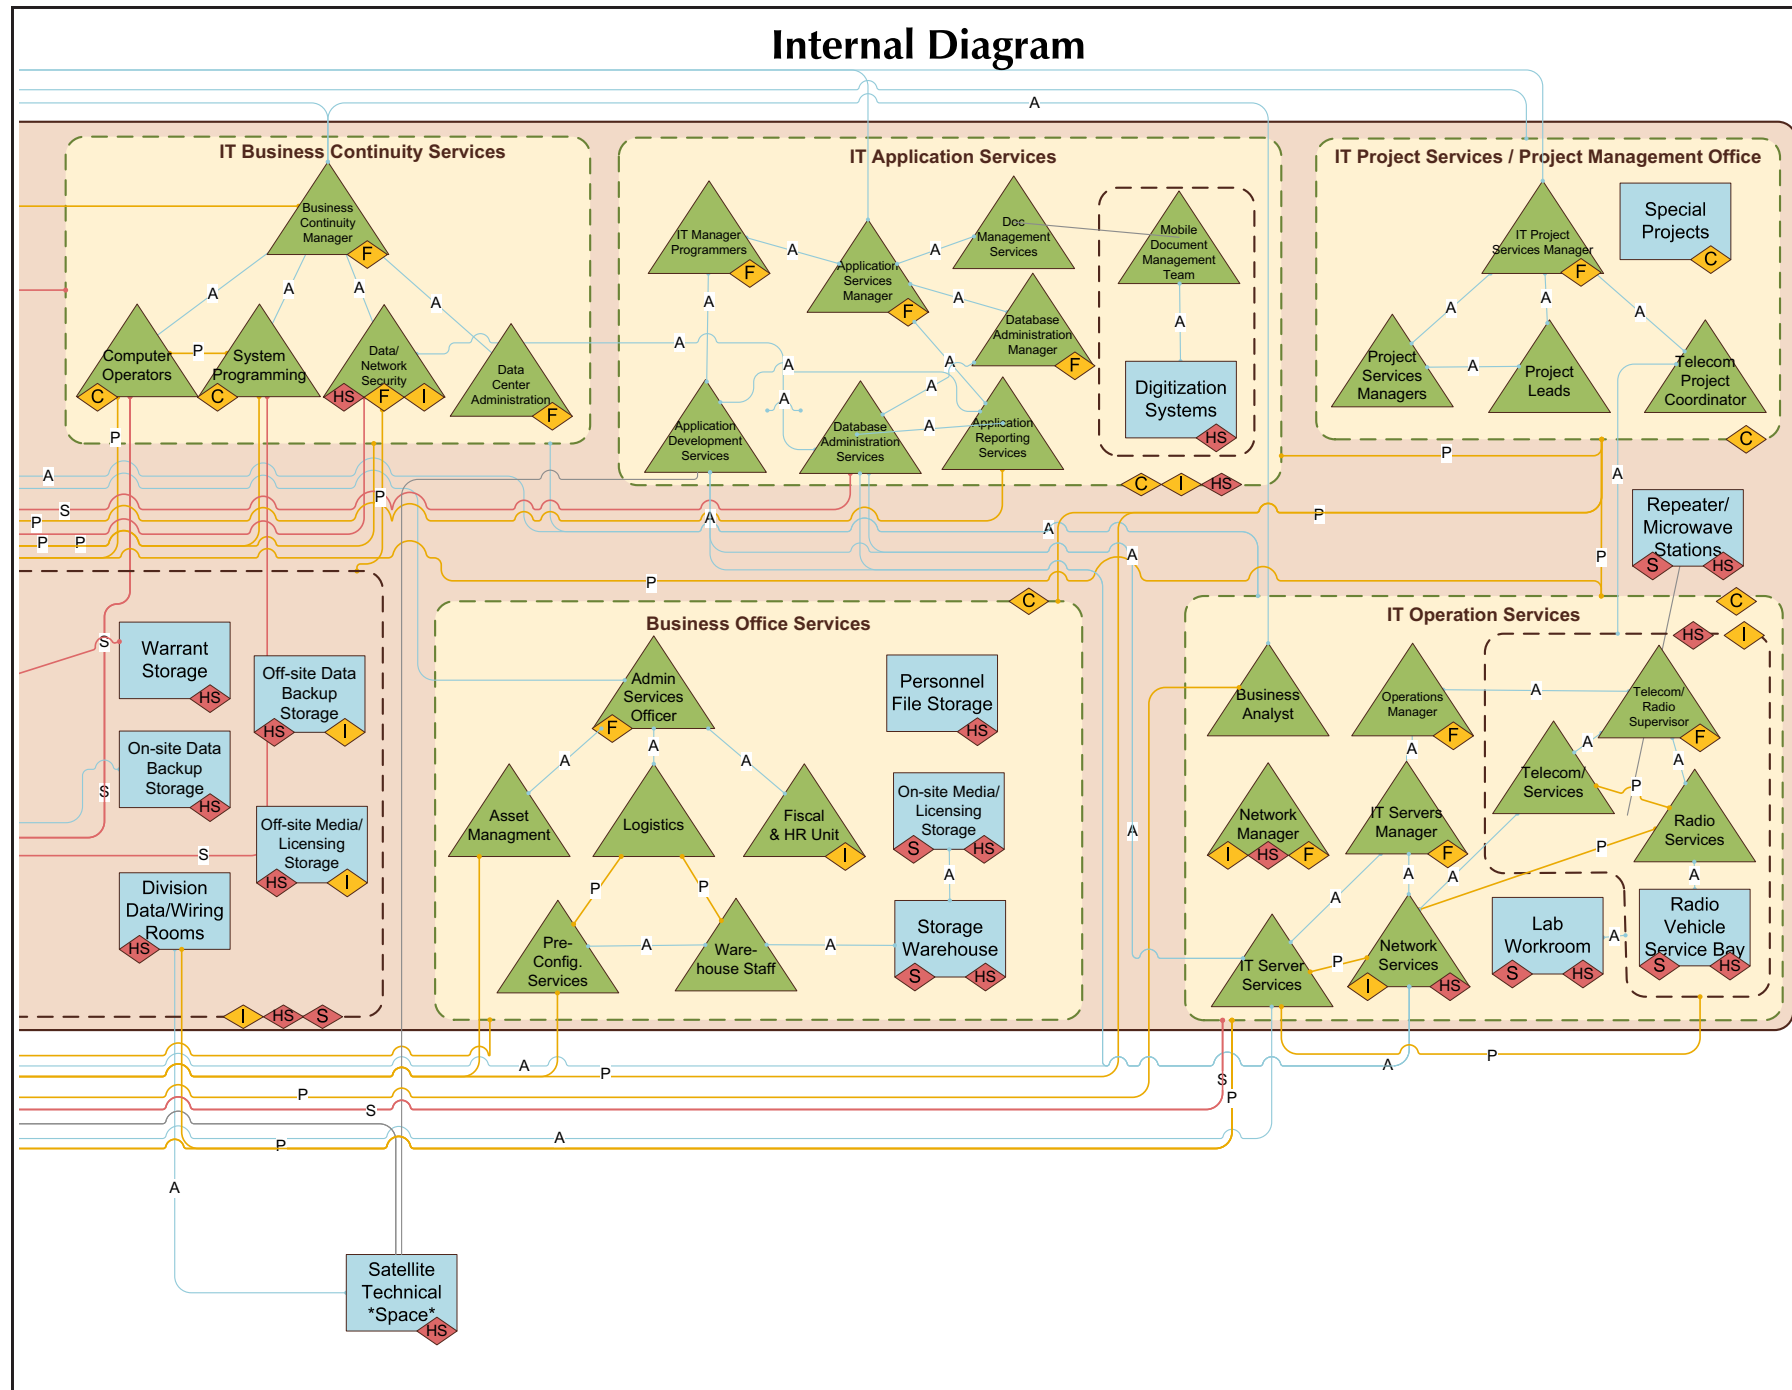 Internal Diagram
A
IT Business Continuity Services
Business
Continuity
Manager
F
A
A
A
A
Computer
Operators
C
P
System
Programming
C
Data/
Network
Security
HS
F
I
Data
Center
Administration
F
P
IT Application Services
IT Manager
Programmers
F
A
Application
Services
Manager
F
A
Doc
Management
Services
A
Database
Administration
Manager
F
A
A
A
A
A
A
A
A
Application
Development
Services
Database
Administration
Services
Application
Reporting
Services
Mobile
Document
Management
Team
A
Digitization
Systems
HS
C
I
HS
IT Project Services / Project Management Office
IT Project
Services Manager
F
Special
Projects
C
A
A
A
Project
Services
Managers
A
Project
Leads
Telecom
Project
Coordinator
C
P
A
A
S
P
P
P
P
A
P
A
A
P
P
Repeater/
Microwave
Stations
S
HS
S
Warrant
Storage
HS
Off-site Data
Backup
Storage
HS
I
On-site Data
Backup
Storage
HS
S
Off-site Media/
Licensing
Storage
HS
I
S
Division
Data/Wiring
Rooms
HS
I
HS
S
C
Business Office Services
Admin
Services
Officer
F
A
A
A
Asset
Managment
Logistics
Fiscal
& HR Unit
I
P
P
Pre-
Config.
Services
A
Ware-
house Staff
A
Personnel
File Storage
HS
On-site Media/
Licensing
Storage
S
HS
A
Storage
Warehouse
S
HS
A
C
IT Operation Services
HS
I
Business
Analyst
Operations
Manager
F
A
Telecom/
Radio
Supervisor
F
A
A
A
P
Telecom/
Services
Radio
Services
Network
Manager
I
HS
F
IT Servers
Manager
F
P
A
A
A
A
IT Server
Services
P
Network
Services
I
HS
Lab
Workroom
S
HS
A
Radio
Vehicle
Service Bay
S
HS
A
P
A
P
S
P
P
S
A
P
A
Satellite
Technical
*Space*
HS